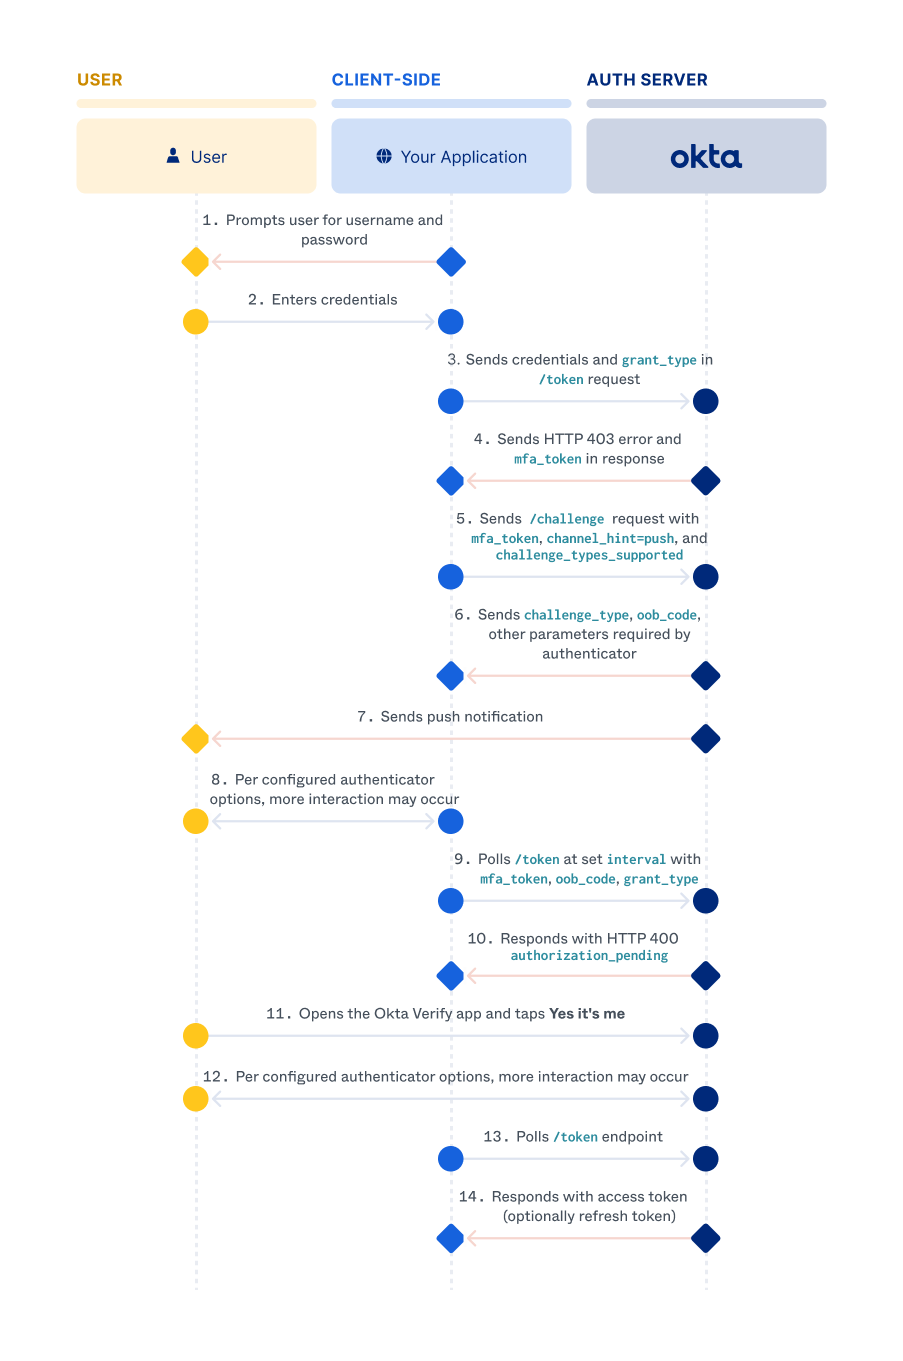 USER
CLIENT-SIDE
AUTH SERVER
User
Your Application
okta
1. Prompts user for username and
password
2. Enters credentials
3. Sends credentials and grant_type in
/token request
4. Sends HTTP 403 error and
mfa_token in response
5. Sends /challenge request with
mfa_token, channel_hint=push, and
challenge_types_supported
6. Sends challenge_type, oob_code,
other parameters required by
authenticator
7. Sends push notification
8. Per configured authenticator
options, more interaction may occur
9. Polls /token at set interval with
mfa_token, oob_code, grant_type
10. Responds with HTTP 400
authorization_pending
11. Opens the Okta Verify app and taps Yes it's me
12. Per configured authenticator options, more interaction may occur
13. Polls /token endpoint
14. Responds with access token
(optionally refresh token)